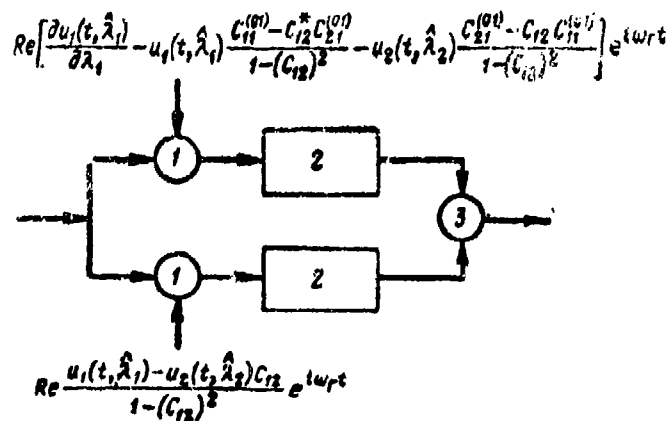 Re[∂u₁(t, λ̂₁)/∂λ₁ − u₁(t, λ̂₁) (C₁₁⁽⁰¹⁾ − C₁₂* C₂₁⁽⁰¹⁾)/(1−(C₁₂)²) − u₂(t, λ̂₂) (C₂₁⁽⁰¹⁾ − C₁₂ C₁₁⁽⁰¹⁾)/(1−(C₁₂)²)] e^{iω_r t}
1 2
3
1 2
Re (u₁(t, λ̂₁) − u₂(t, λ̂₂) C₁₂)/(1−(C₁₂)²) e^{iω_r t}